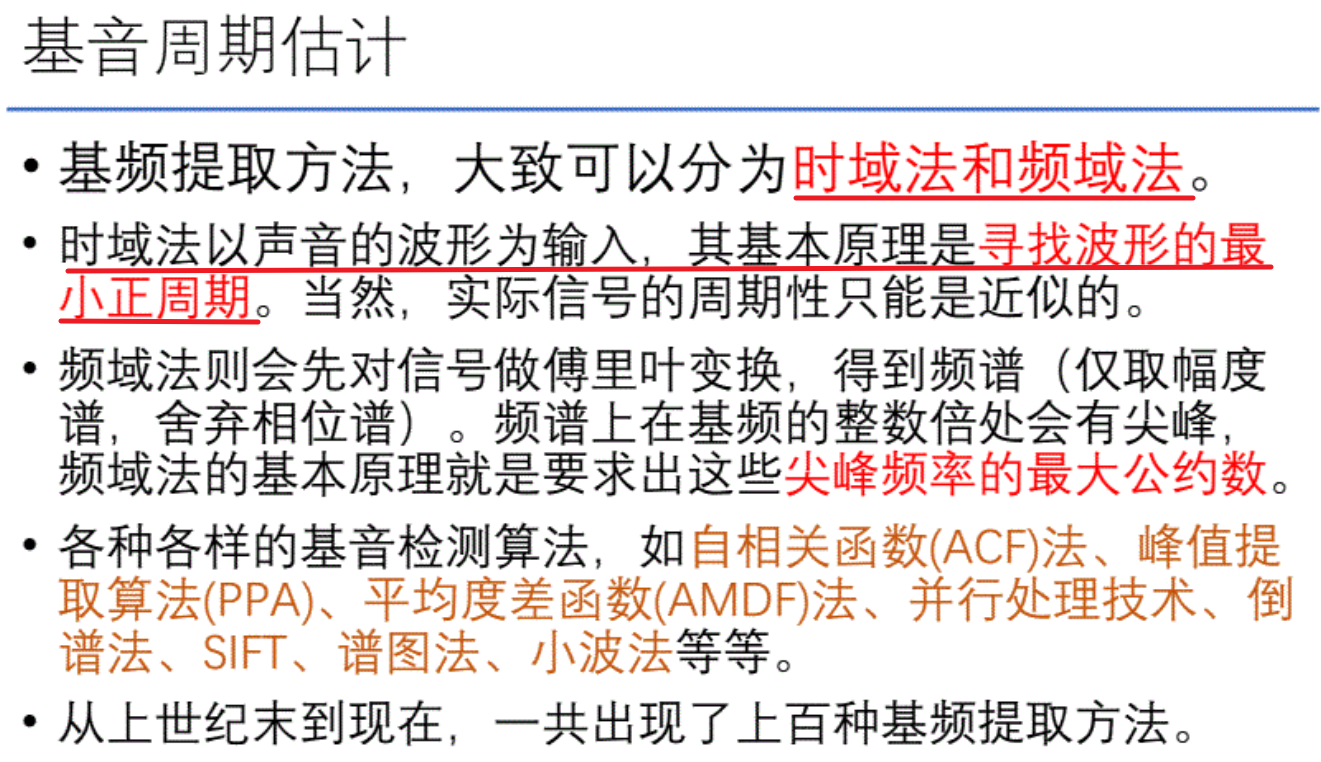 基音周期估计
• 基频提取方法，大致可以分为时域法和频域法。
• 时域法以声音的波形为输入，其基本原理是寻找波形的最
小正周期。当然，实际信号的周期性只能是近似的。
• 频域法则会先对信号做傅里叶变换，得到频谱（仅取幅度
谱，舍弃相位谱）。频谱上在基频的整数倍处会有尖峰，
频域法的基本原理就是要求出这些尖峰频率的最大公约数。
• 各种各样的基音检测算法，如自相关函数(ACF)法、峰值提
取算法(PPA)、平均度差函数(AMDF)法、并行处理技术、倒
谱法、SIFT、谱图法、小波法等等。
• 从上世纪末到现在，一共出现了上百种基频提取方法。